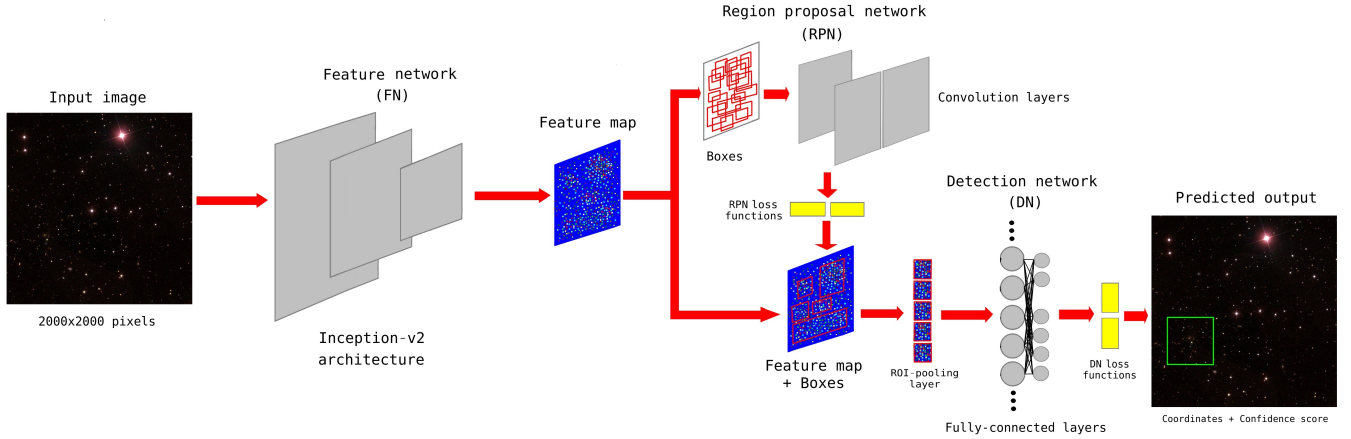 Input image
2000x2000 pixels
Feature network
(FN)
Inception-v2
architecture
Feature map
Region proposal network
(RPN)
Boxes
Convolution layers
RPN loss
functions
Feature map
+ Boxes
ROI-pooling
layer
Detection network
(DN)
Fully-connected layers
DN loss
functions
Predicted output
Coordinates + Confidence score